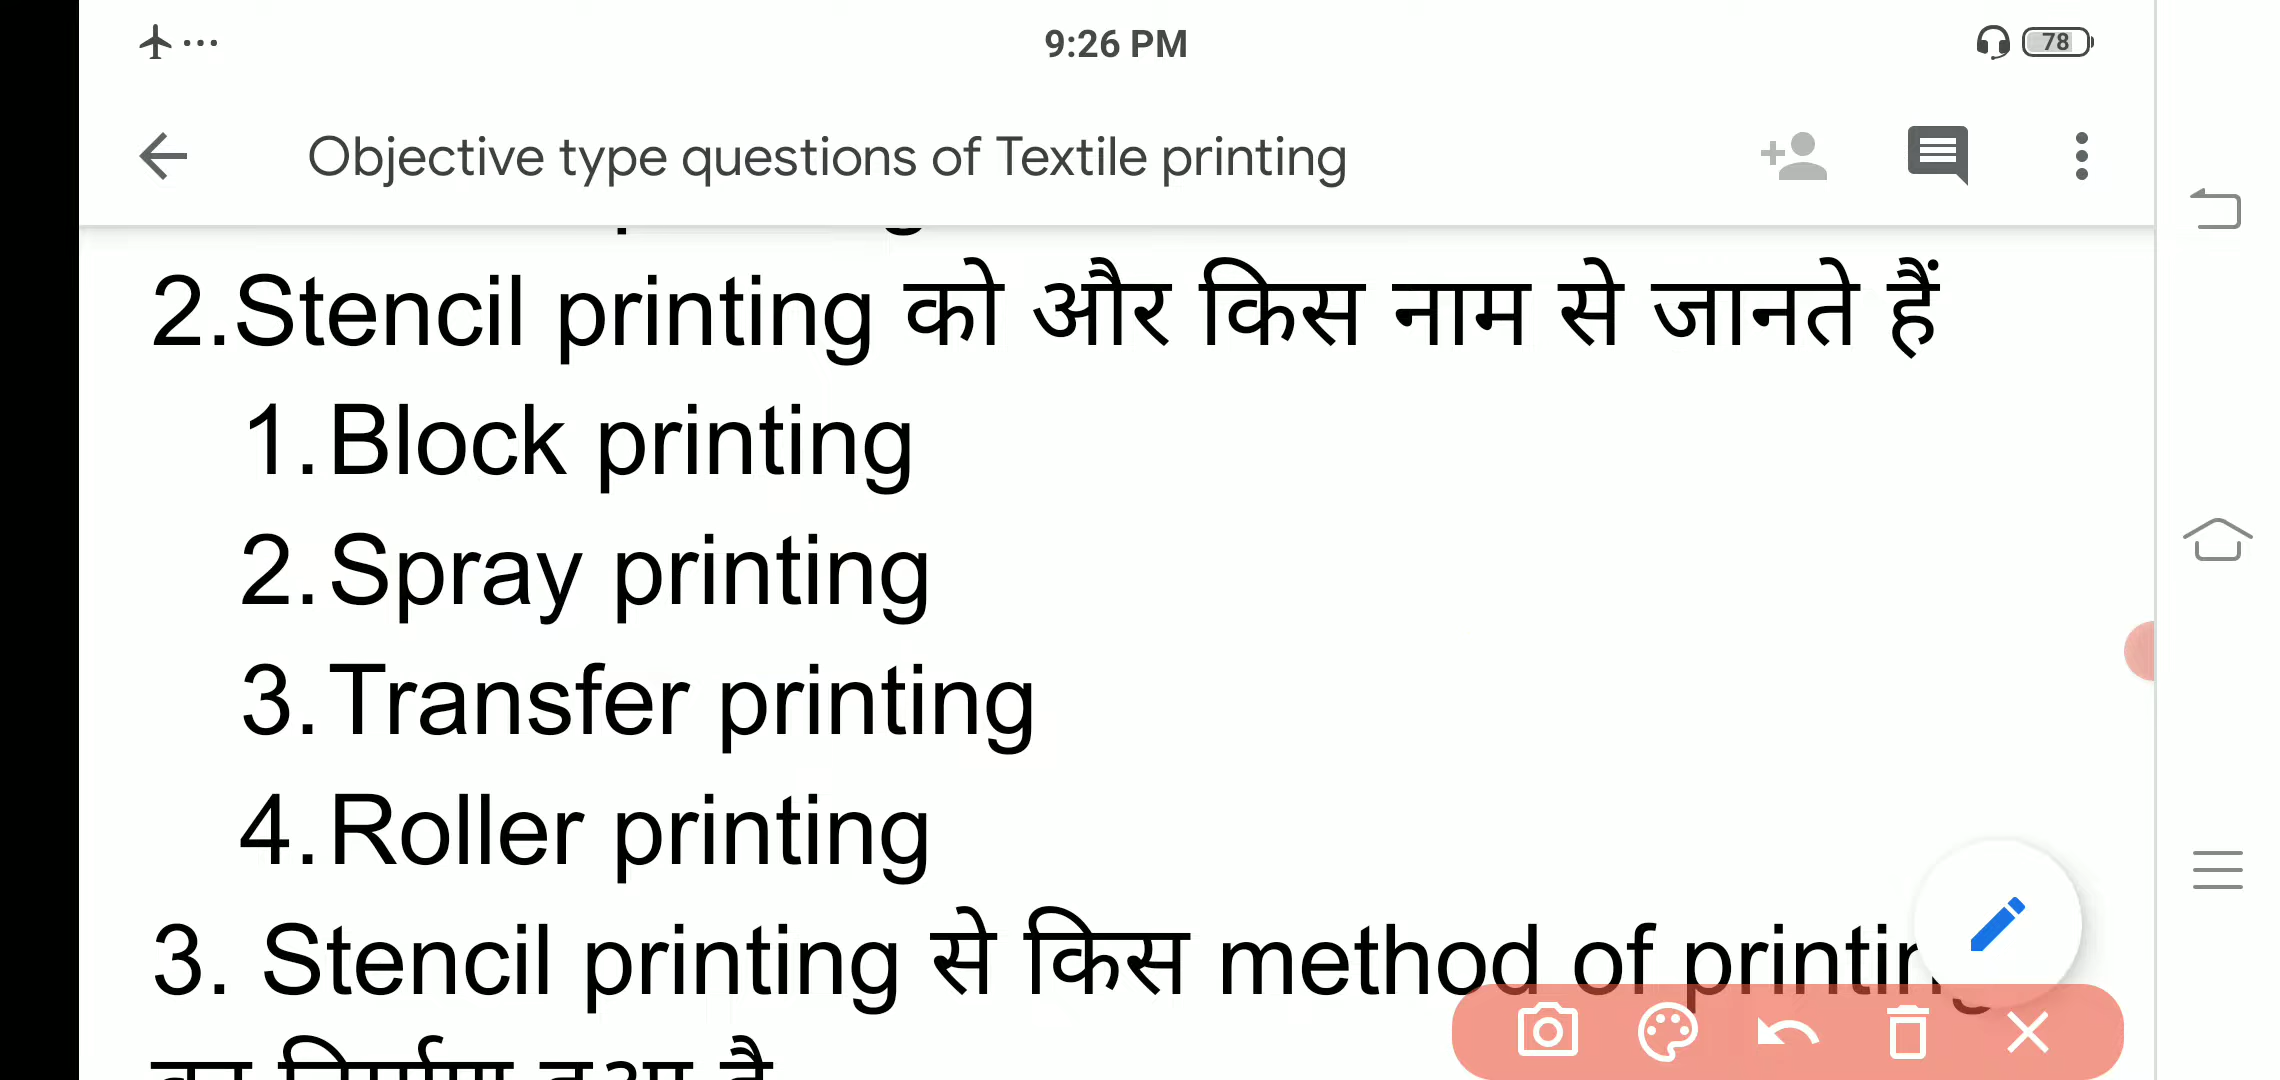 9:26 PM
78
Objective type questions of Textile printing
2.Stencil printing को और किस नाम से जानते हैं
1.Block printing
2.Spray printing
3.Transfer printing
4.Roller printing
3. Stencil printing से किस method of printing
का निर्माण हुआ है